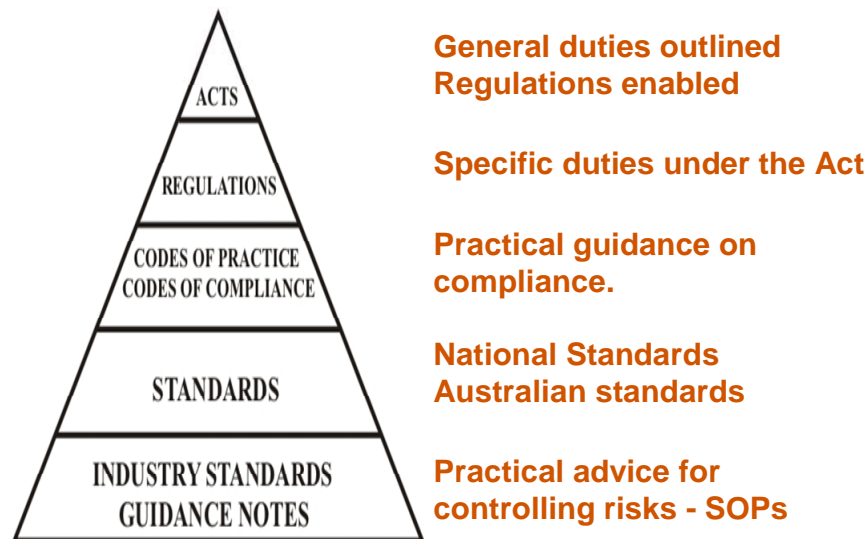 ACTS
General duties outlined
Regulations enabled
REGULATIONS
Specific duties under the Act
CODES OF PRACTICE
CODES OF COMPLIANCE
Practical guidance on
compliance.
STANDARDS
National Standards
Australian standards
INDUSTRY STANDARDS
GUIDANCE NOTES
Practical advice for
controlling risks - SOPs